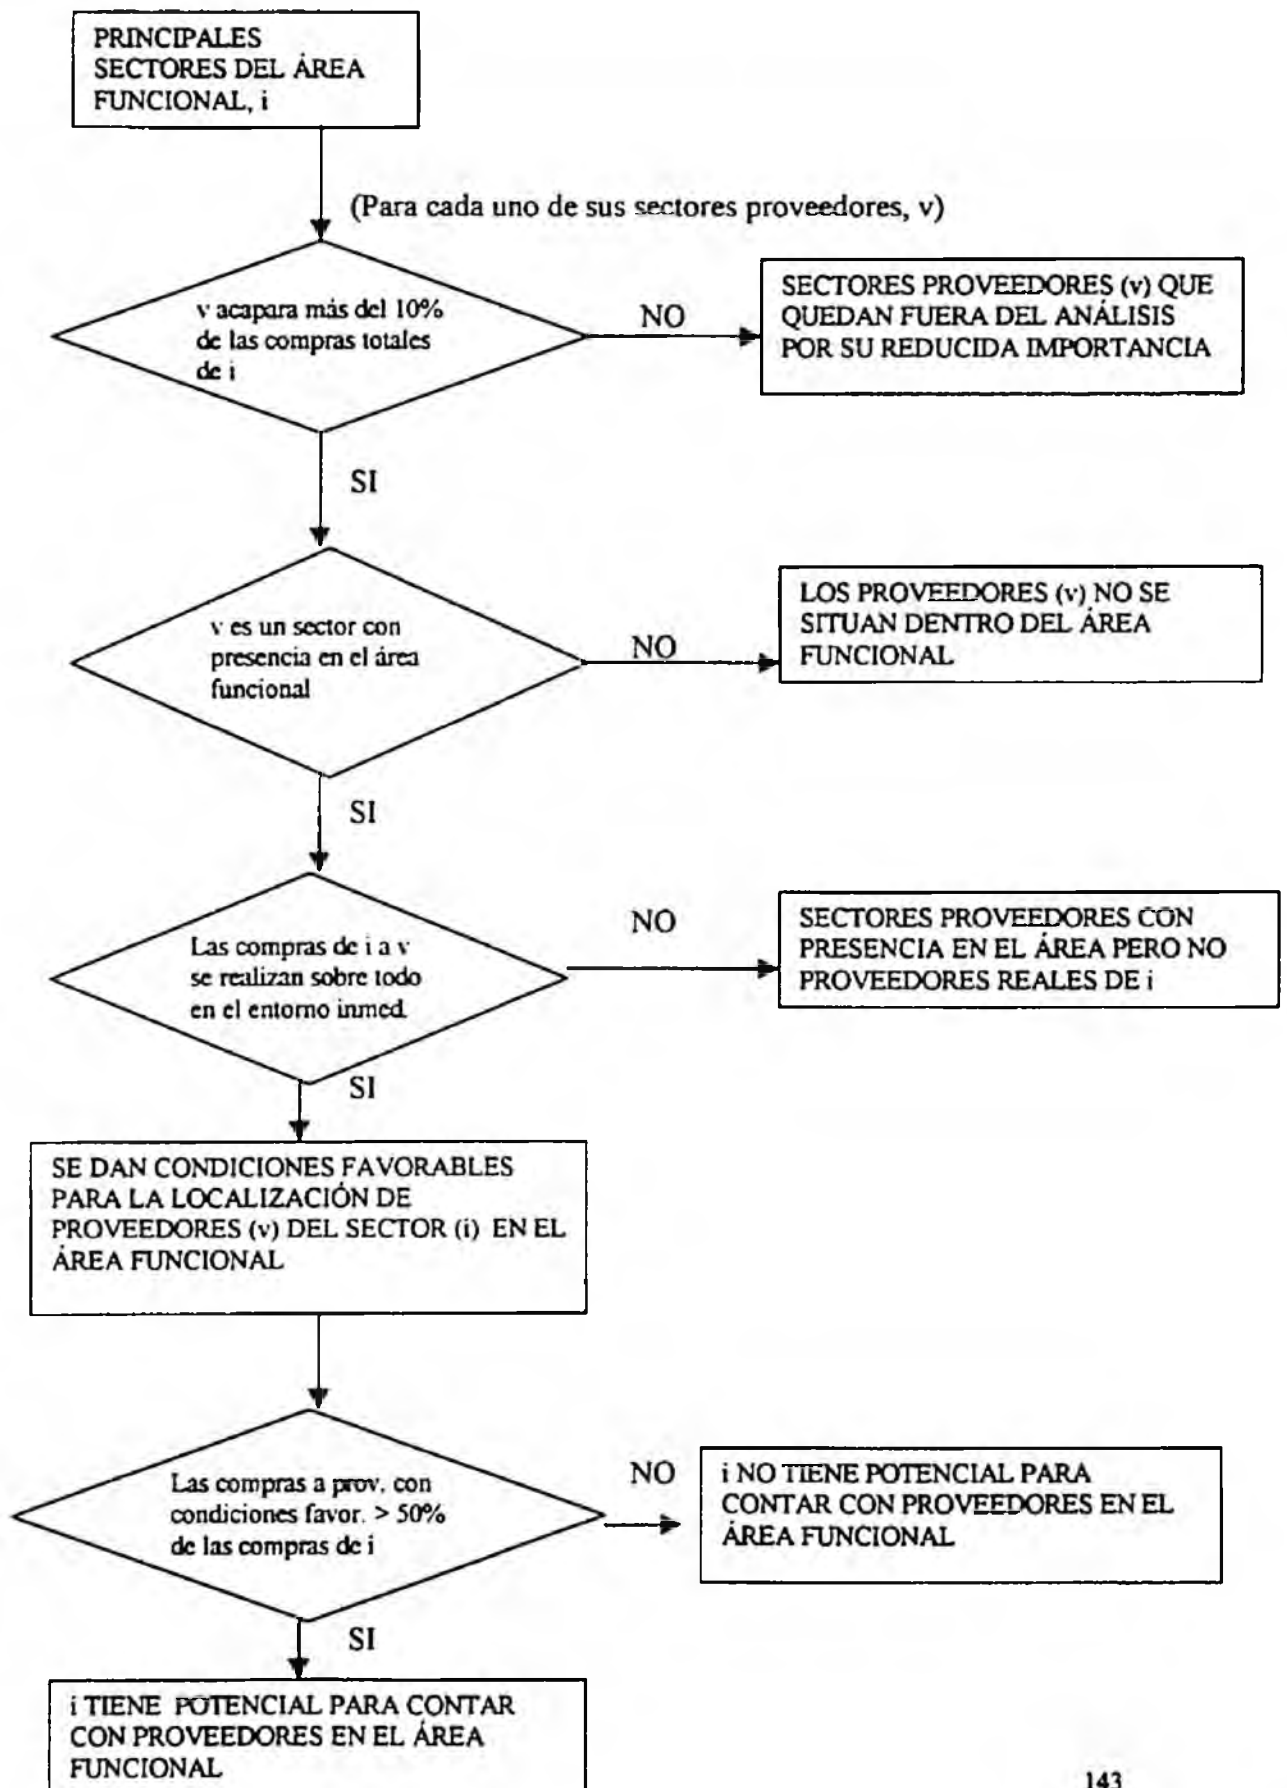 PRINCIPALES
SECTORES DEL ÁREA
FUNCIONAL, i
(Para cada uno de sus sectores proveedores, v)
v acapara más del 10%
de las compras totales
de i
NO
SECTORES PROVEEDORES (v) QUE
QUEDAN FUERA DEL ANÁLISIS
POR SU REDUCIDA IMPORTANCIA
SI
v es un sector con
presencia en el área
funcional
NO
LOS PROVEEDORES (v) NO SE
SITUAN DENTRO DEL ÁREA
FUNCIONAL
SI
Las compras de i a v
se realizan sobre todo
en el entorno inmed.
NO
SECTORES PROVEEDORES CON
PRESENCIA EN EL ÁREA PERO NO
PROVEEDORES REALES DE i
SI
SE DAN CONDICIONES FAVORABLES
PARA LA LOCALIZACIÓN DE
PROVEEDORES (v) DEL SECTOR (i) EN EL
ÁREA FUNCIONAL
Las compras a prov. con
condiciones favor. > 50%
de las compras de i
NO
i NO TIENE POTENCIAL PARA
CONTAR CON PROVEEDORES EN EL
ÁREA FUNCIONAL
SI
i TIENE POTENCIAL PARA CONTAR
CON PROVEEDORES EN EL ÁREA
FUNCIONAL
143